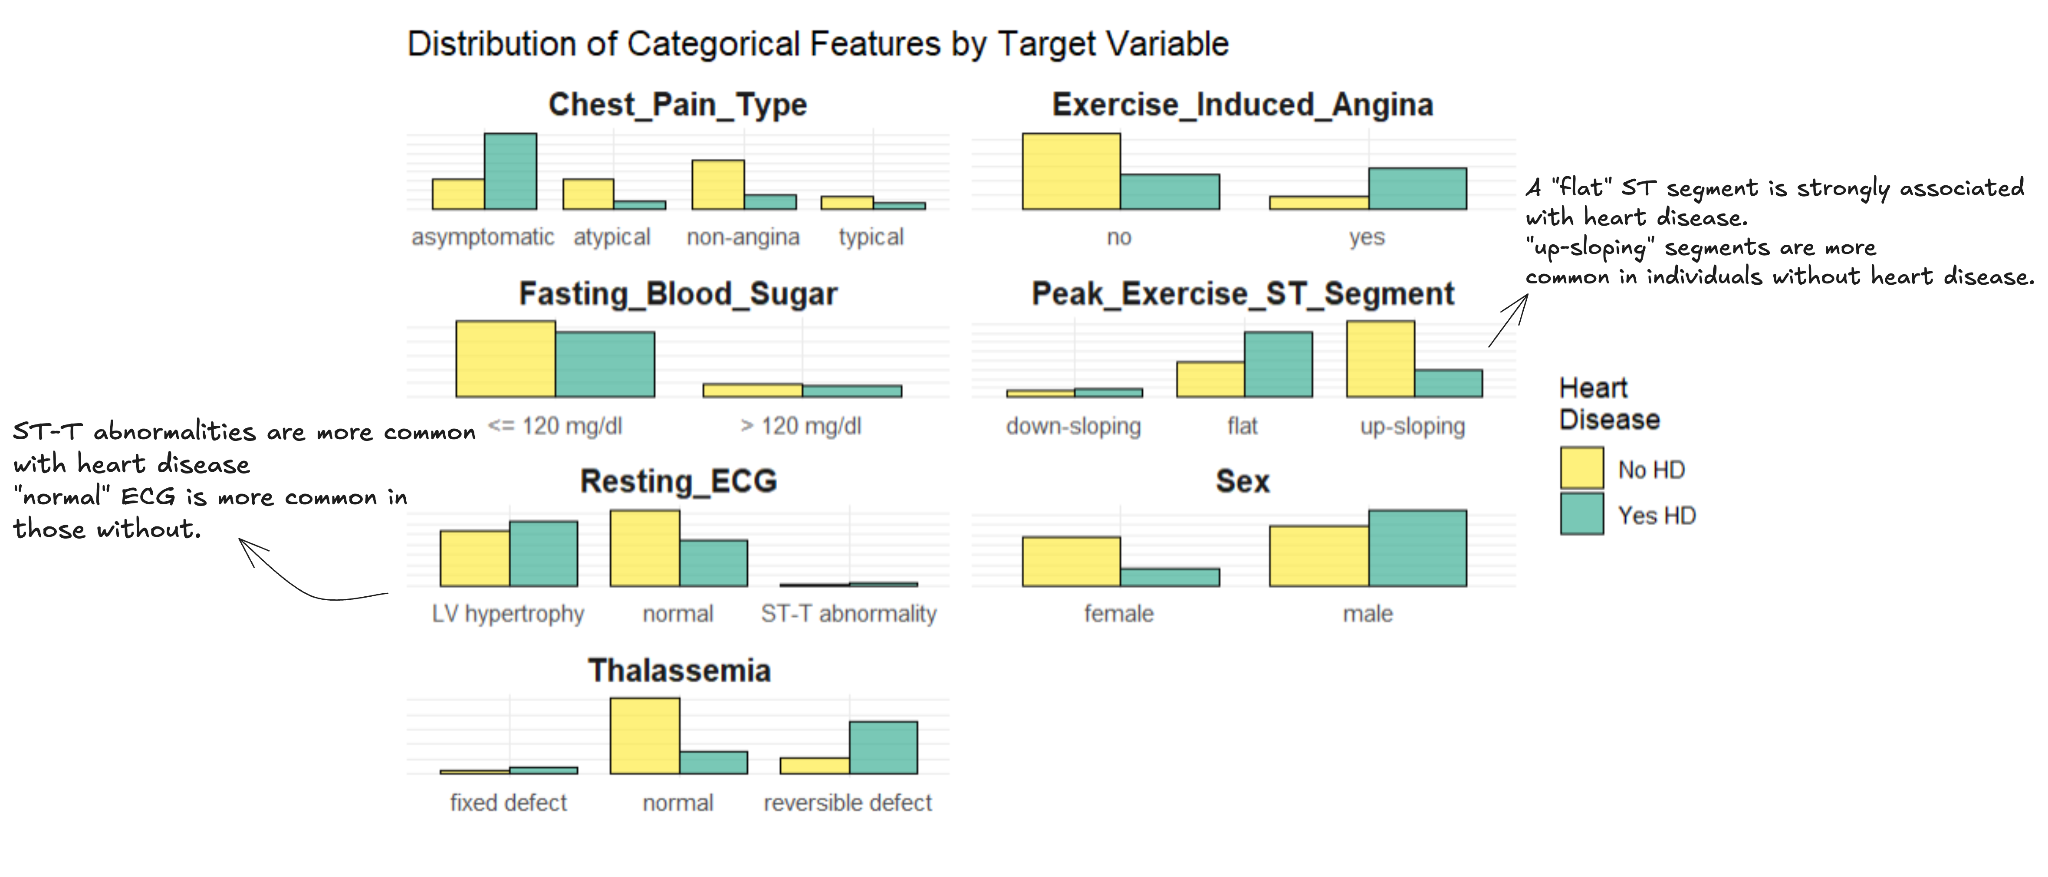 Distribution of Categorical Features by Target Variable
Chest_Pain_Type
asymptomatic atypical non-angina typical
Exercise_Induced_Angina
no yes
A "flat" ST segment is strongly associated
with heart disease.
"up-sloping" segments are more
common in individuals without heart disease.
Fasting_Blood_Sugar
<= 120 mg/dl > 120 mg/dl
Peak_Exercise_ST_Segment
down-sloping flat up-sloping
Heart
Disease
No HD
Yes HD
ST-T abnormalities are more common
with heart disease
"normal" ECG is more common in
those without.
Resting_ECG
LV hypertrophy normal ST-T abnormality
Sex
female male
Thalassemia
fixed defect normal reversible defect